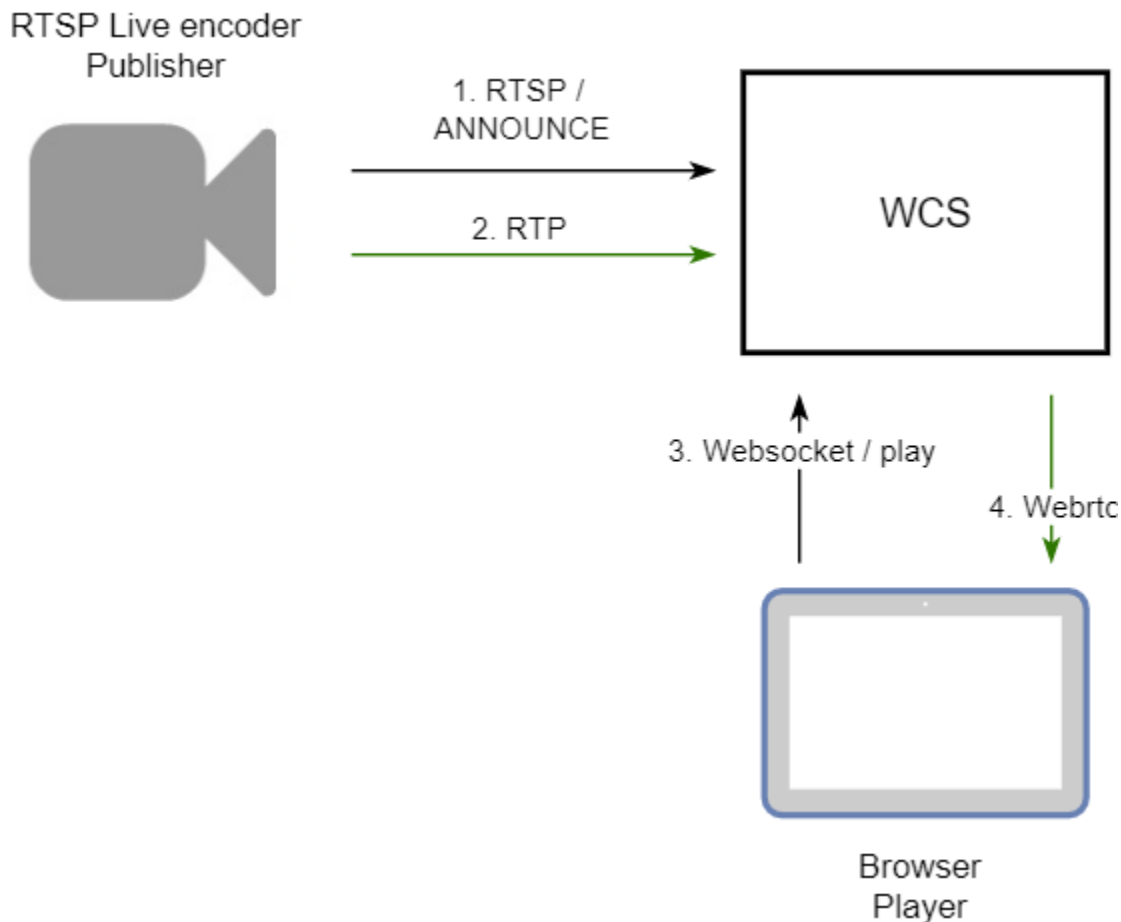 RTSP Live encoder
Publisher
1. RTSP /
ANNOUNCE
2. RTP
WCS
3. Websocket / play
4. Webrtc
Browser
Player